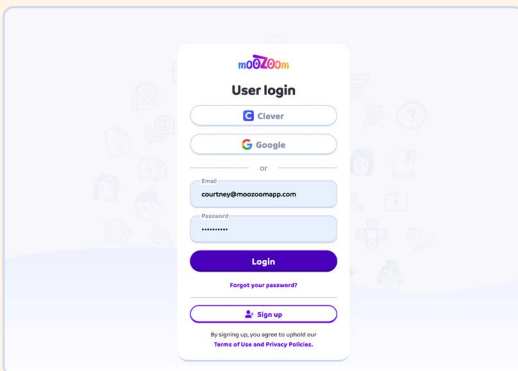 mooZoom
User login
Clever
Google
or
Email
courtney@moozoomapp.com
Password
••••••••••
Login
Forgot your password?
Sign up
By signing up, you agree to uphold our
Terms of Use and Privacy Policies.